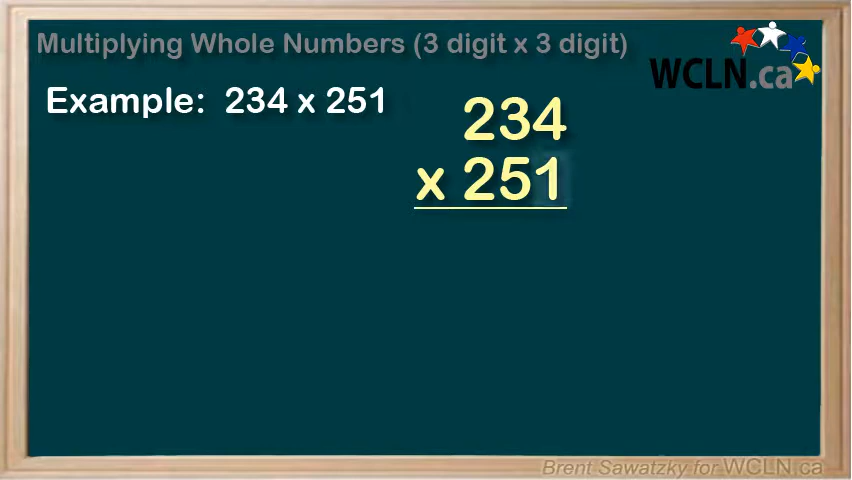 Multiplying Whole Numbers (3 digit x 3 digit)
WCLN.ca
Example: 234 x 251
234
x 251
Brent Sawatzky for WCLN.ca